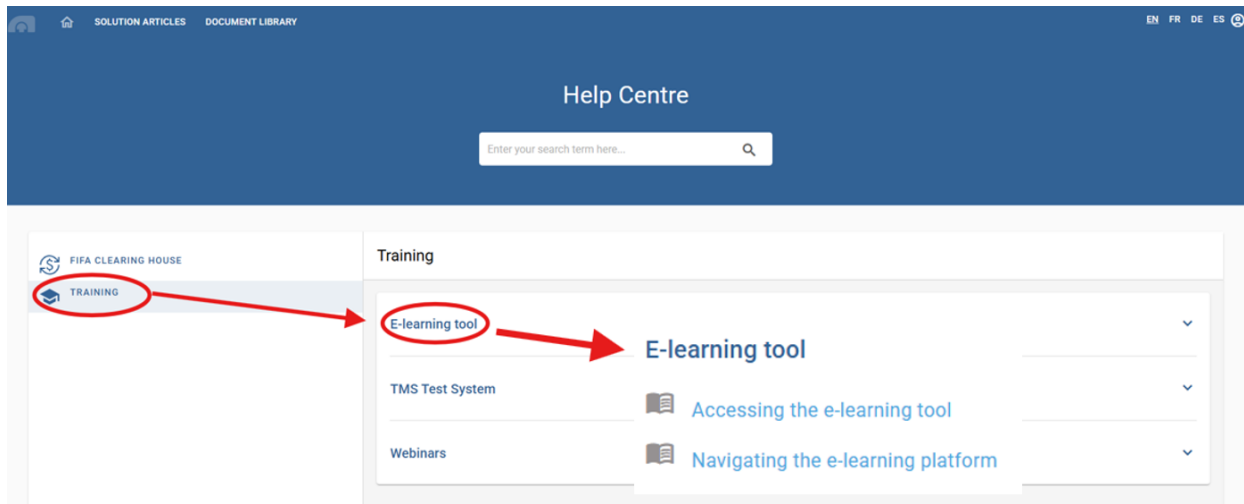 SOLUTION ARTICLES DOCUMENT LIBRARY EN FR DE ES
Help Centre
Enter your search term here...
FIFA CLEARING HOUSE
TRAINING
Training
E-learning tool
TMS Test System
Webinars
E-learning tool
Accessing the e-learning tool
Navigating the e-learning platform